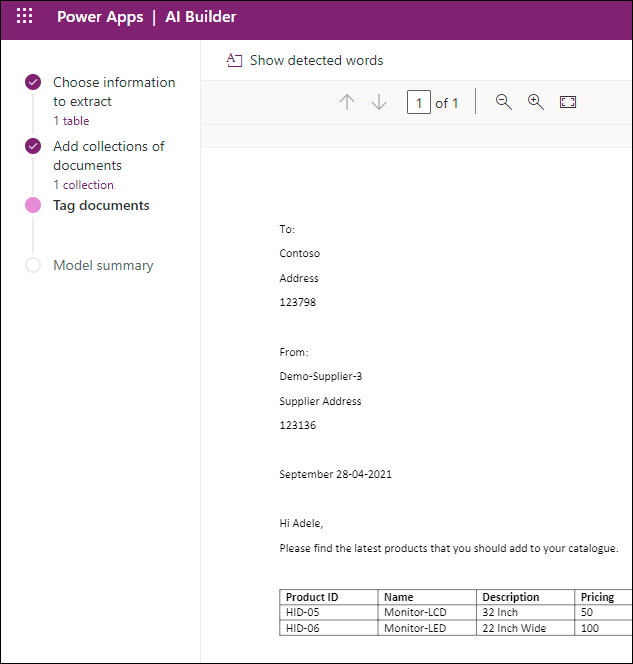 Power Apps | AI Builder
Choose information
to extract
1 table
Add collections of
documents
1 collection
Tag documents
Model summary
Show detected words
1 of 1
To:
Contoso
Address
123798
From:
Demo-Supplier-3
Supplier Address
123136
September 28-04-2021
Hi Adele,
Please find the latest products that you should add to your catalogue.
Product ID Name Description Pricing
HID-05 Monitor-LCD 32 Inch 50
HID-06 Monitor-LED 22 Inch Wide 100